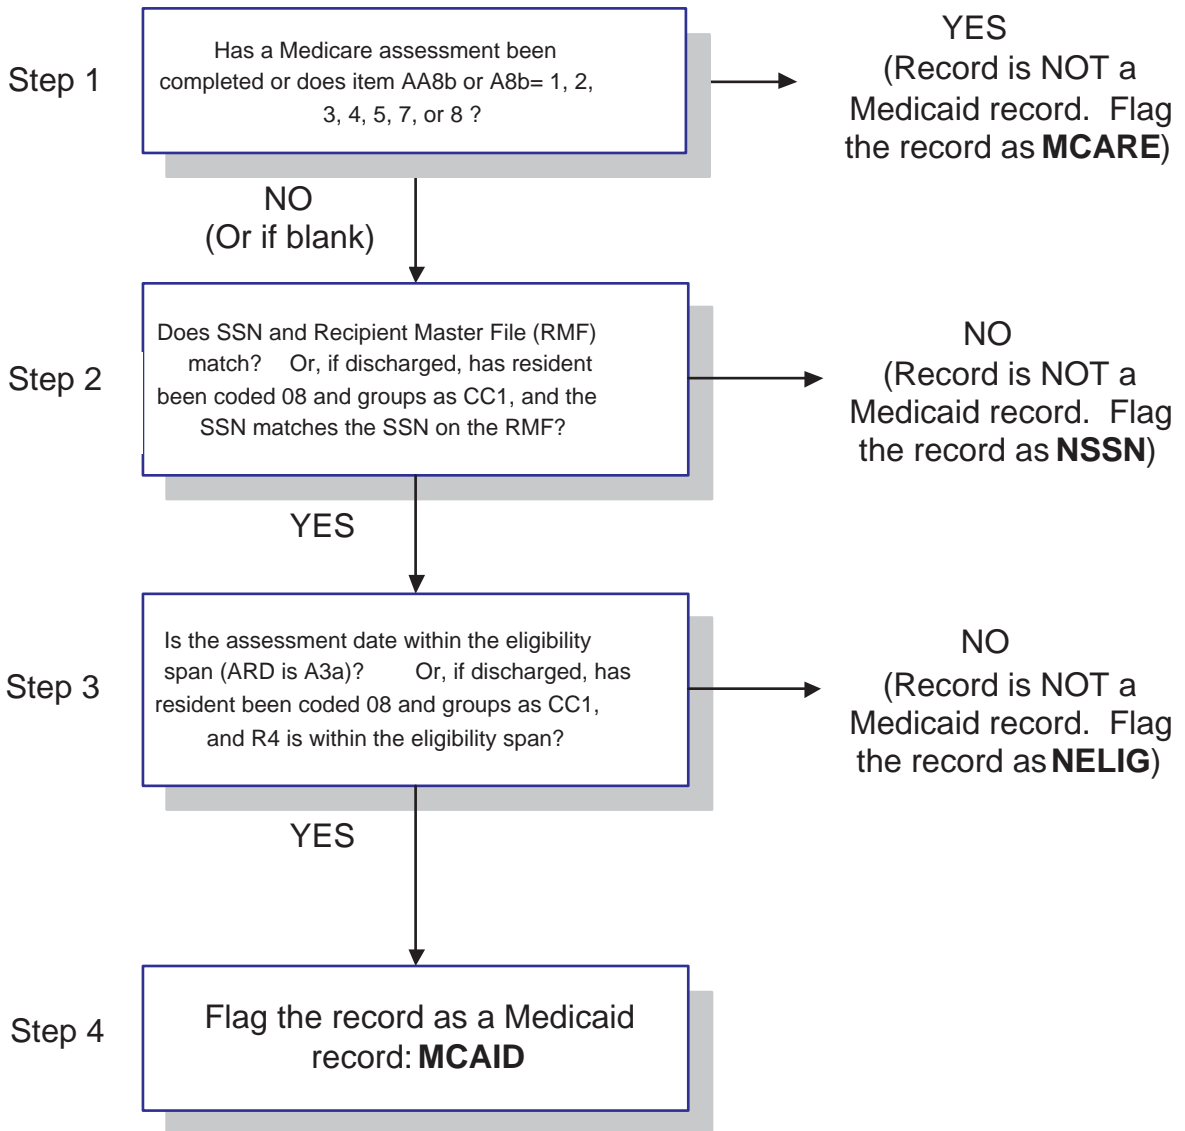 Step 1
Has a Medicare assessment been
completed or does item AA8b or A8b= 1, 2,
3, 4, 5, 7, or 8 ?
YES
(Record is NOT a
Medicaid record. Flag
the record as MCARE)
NO
(Or if blank)
Step 2
Does SSN and Recipient Master File (RMF)
match? Or, if discharged, has resident
been coded 08 and groups as CC1, and the
SSN matches the SSN on the RMF?
NO
(Record is NOT a
Medicaid record. Flag
the record as NSSN)
YES
Step 3
Is the assessment date within the eligibility
span (ARD is A3a)? Or, if discharged, has
resident been coded 08 and groups as CC1,
and R4 is within the eligibility span?
NO
(Record is NOT a
Medicaid record. Flag
the record as NELIG)
YES
Step 4
Flag the record as a Medicaid
record: MCAID